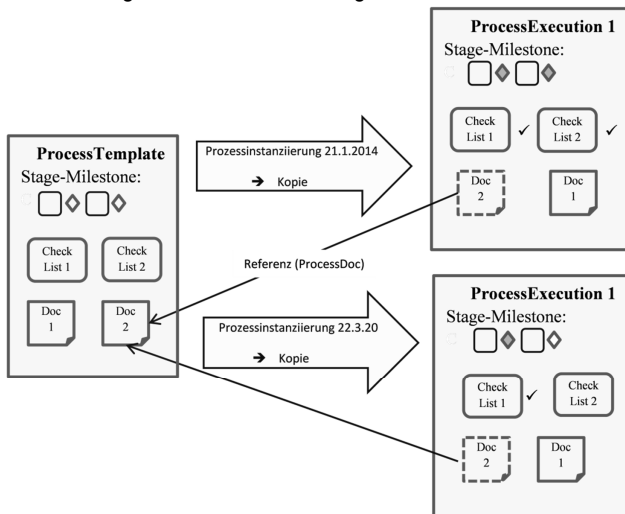 ProcessExecution 1
Stage-Milestone:
Check
List 1
Check
List 2
Doc
2
Doc
1
Prozessinstanziierung 21.1.2014
➔ Kopie
ProcessTemplate
Stage-Milestone:
Check
List 1
Check
List 2
Doc
1
Doc
2
Referenz (ProcessDoc)
Prozessinstanziierung 22.3.20
➔ Kopie
ProcessExecution 1
Stage-Milestone:
Check
List 1
Check
List 2
Doc
2
Doc
1